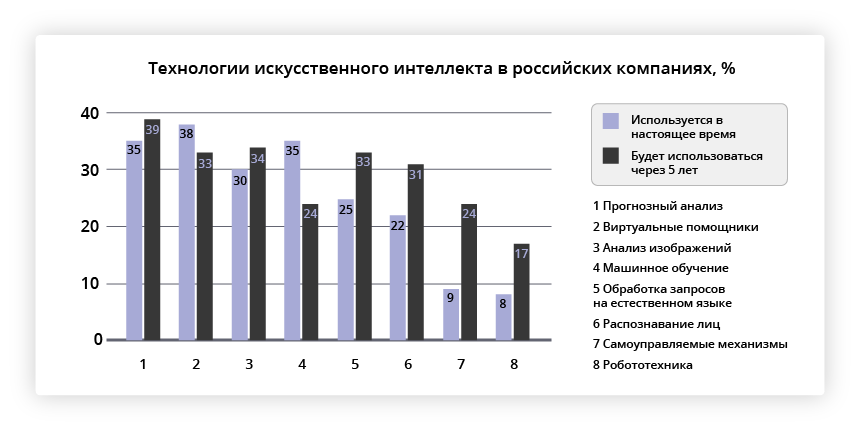 Технологии искусственного интеллекта в российских компаниях, %
40
30
20
10
0
35
39
38
33
30
34
35
24
25
33
22
31
9
24
8
17
1
2
3
4
5
6
7
8
Используется в
настоящее время
Будет использоваться
через 5 лет
1 Прогнозный анализ
2 Виртуальные помощники
3 Анализ изображений
4 Машинное обучение
5 Обработка запросов
на естественном языке
6 Распознавание лиц
7 Самоуправляемые механизмы
8 Робототехника